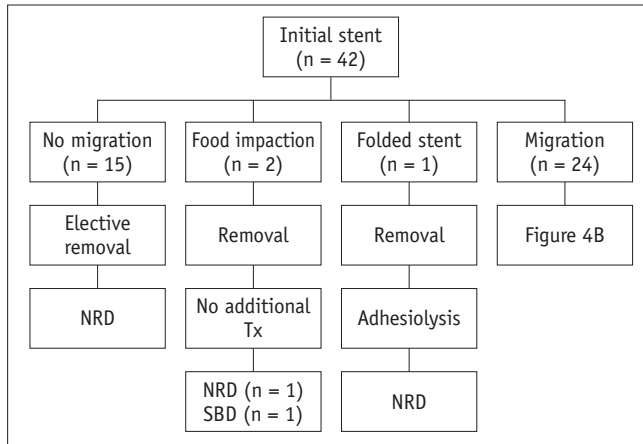 Initial stent
(n = 42)
No migration
(n = 15)
Food impaction
(n = 2)
Folded stent
(n = 1)
Migration
(n = 24)
Elective
removal
Removal
Removal
Figure 4B
NRD
No additional
Tx
Adhesiolysis
NRD (n = 1)
SBD (n = 1)
NRD